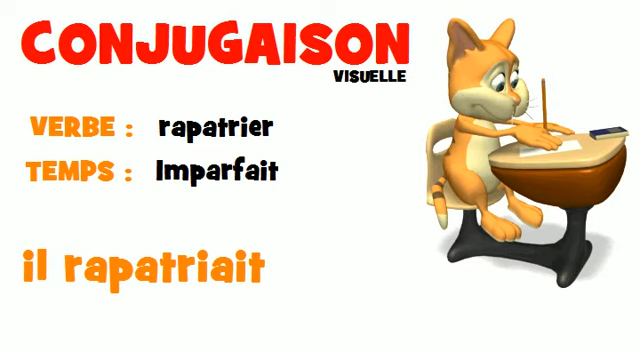 CONJUGAISON
VISUELLE
VERBE : rapatrier
TEMPS : Imparfait
il rapatriait